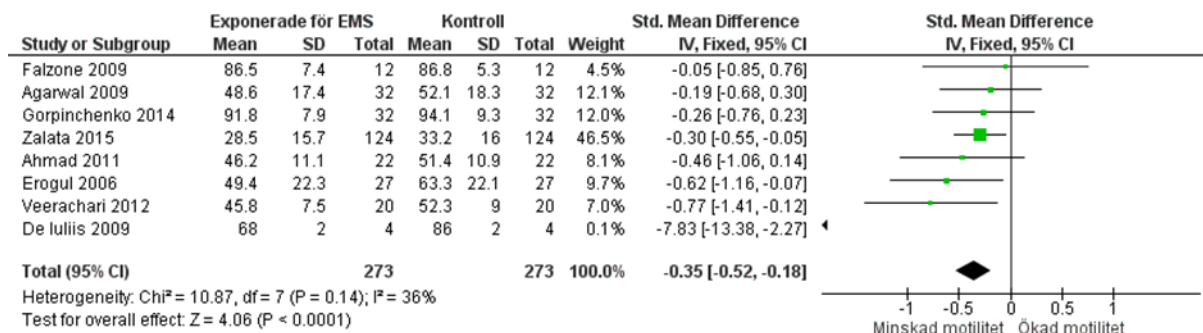 Exponerade för EMS Kontroll Std. Mean Difference Std. Mean Difference
Study or Subgroup Mean SD Total Mean SD Total Weight IV, Fixed, 95% CI IV, Fixed, 95% CI
Falzone 2009 86.5 7.4 12 86.8 5.3 12 4.5% -0.05 [-0.85, 0.76]
Agarwal 2009 48.6 17.4 32 52.1 18.3 32 12.1% -0.19 [-0.68, 0.30]
Gorpinchenko 2014 91.8 7.9 32 94.1 9.3 32 12.0% -0.26 [-0.76, 0.23]
Zalata 2015 28.5 15.7 124 33.2 16 124 46.5% -0.30 [-0.55, -0.05]
Ahmad 2011 46.2 11.1 22 51.4 10.9 22 8.1% -0.46 [-1.06, 0.14]
Erogul 2006 49.4 22.3 27 63.3 22.1 27 9.7% -0.62 [-1.16, -0.07]
Veerachari 2012 45.8 7.5 20 52.3 9 20 7.0% -0.77 [-1.41, -0.12]
De Iuliis 2009 68 2 4 86 2 4 0.1% -7.83 [-13.38, -2.27]
Total (95% CI) 273 273 100.0% -0.35 [-0.52, -0.18]
Heterogeneity: Chi² = 10.87, df = 7 (P = 0.14); I² = 36%
Test for overall effect: Z = 4.06 (P < 0.0001)
-1 -0.5 0 0.5 1
Minskad motilitet Ökad motilitet